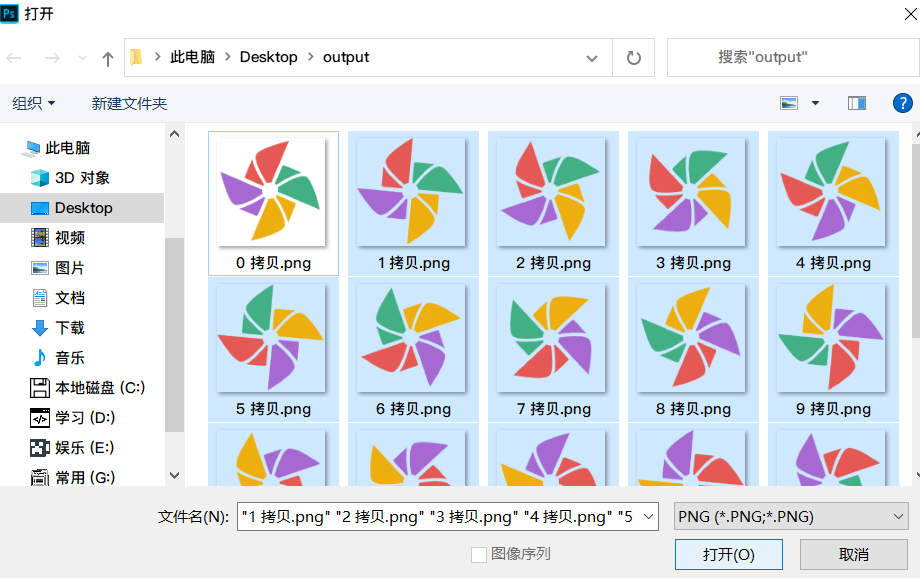 Ps 打开
此电脑 Desktop output 搜索"output"
组织 新建文件夹 ?
此电脑
3D 对象
Desktop
视频
图片
文档
下载
音乐
本地磁盘 (C:)
学习 (D:)
娱乐 (E:)
常用 (G:)
0 拷贝.png 1 拷贝.png 2 拷贝.png 3 拷贝.png 4 拷贝.png
5 拷贝.png 6 拷贝.png 7 拷贝.png 8 拷贝.png 9 拷贝.png
文件名(N): "1 拷贝.png" "2 拷贝.png" "3 拷贝.png" "4 拷贝.png" "5 PNG (*.PNG;*.PNG)
图像序列
打开(O) 取消